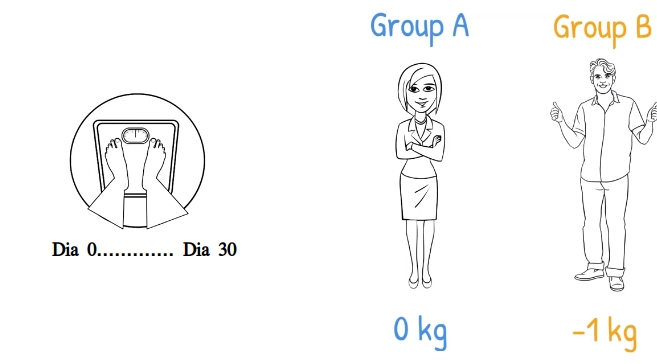 Group A
Group B
Dia 0............. Dia 30
0 kg
-1 kg